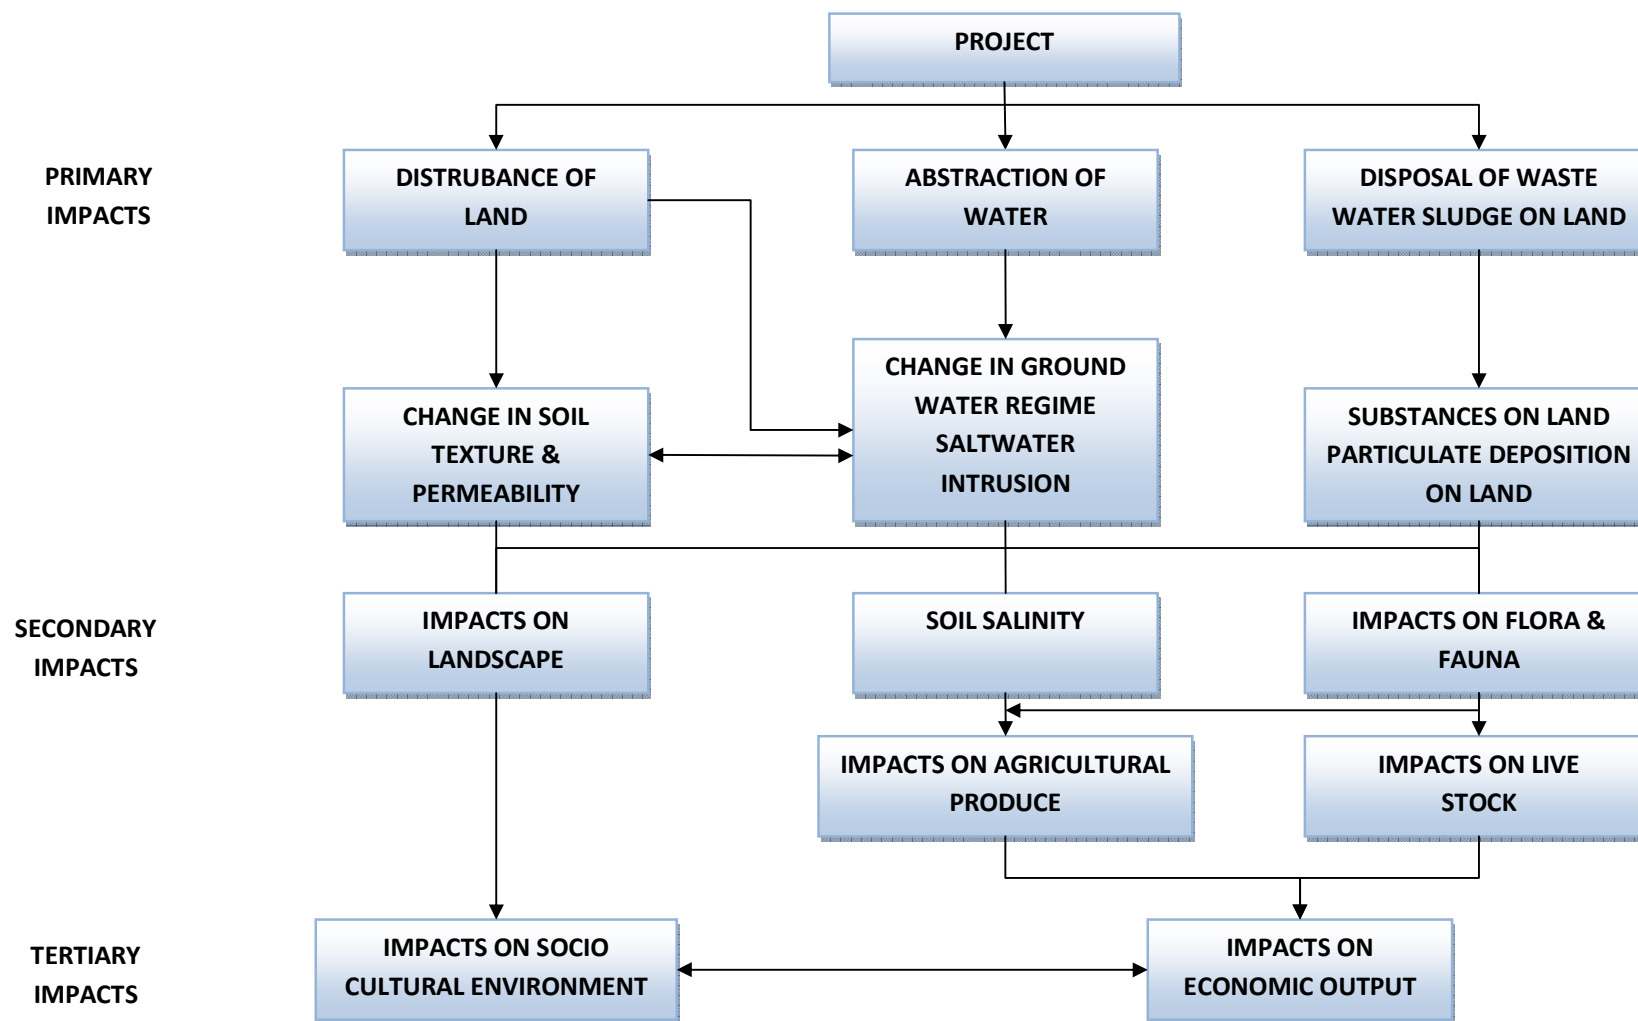 PROJECT
PRIMARY
IMPACTS
DISTRUBANCE OF
LAND
ABSTRACTION OF
WATER
DISPOSAL OF WASTE
WATER SLUDGE ON LAND
CHANGE IN SOIL
TEXTURE &
PERMEABILITY
CHANGE IN GROUND
WATER REGIME
SALTWATER
INTRUSION
SUBSTANCES ON LAND
PARTICULATE DEPOSITION
ON LAND
SECONDARY
IMPACTS
IMPACTS ON
LANDSCAPE
SOIL SALINITY
IMPACTS ON FLORA &
FAUNA
IMPACTS ON AGRICULTURAL
PRODUCE
IMPACTS ON LIVE
STOCK
TERTIARY
IMPACTS
IMPACTS ON SOCIO
CULTURAL ENVIRONMENT
IMPACTS ON
ECONOMIC OUTPUT